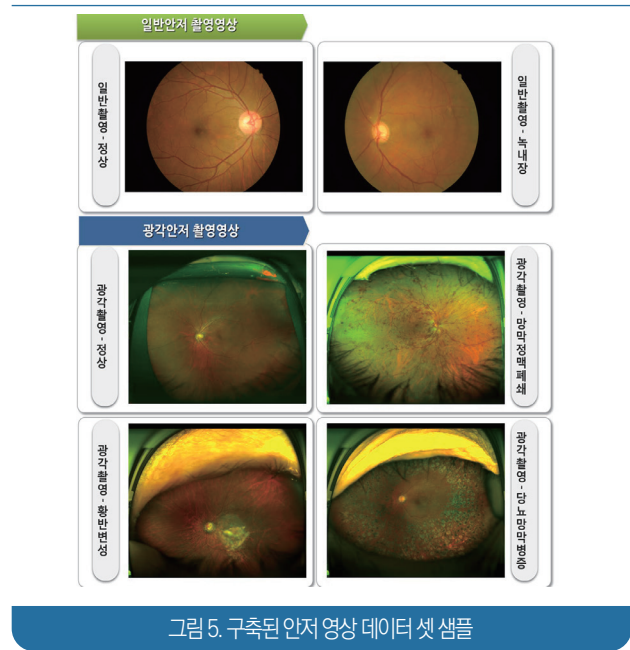 일반안저 촬영영상
일반촬영-정상
일반촬영-녹내장
광각안저 촬영영상
광각촬영-정상
광각촬영-망막정맥폐쇄
광각촬영-황반변성
광각촬영-당뇨망막병증
그림 5. 구축된 안저 영상 데이터 셋 샘플